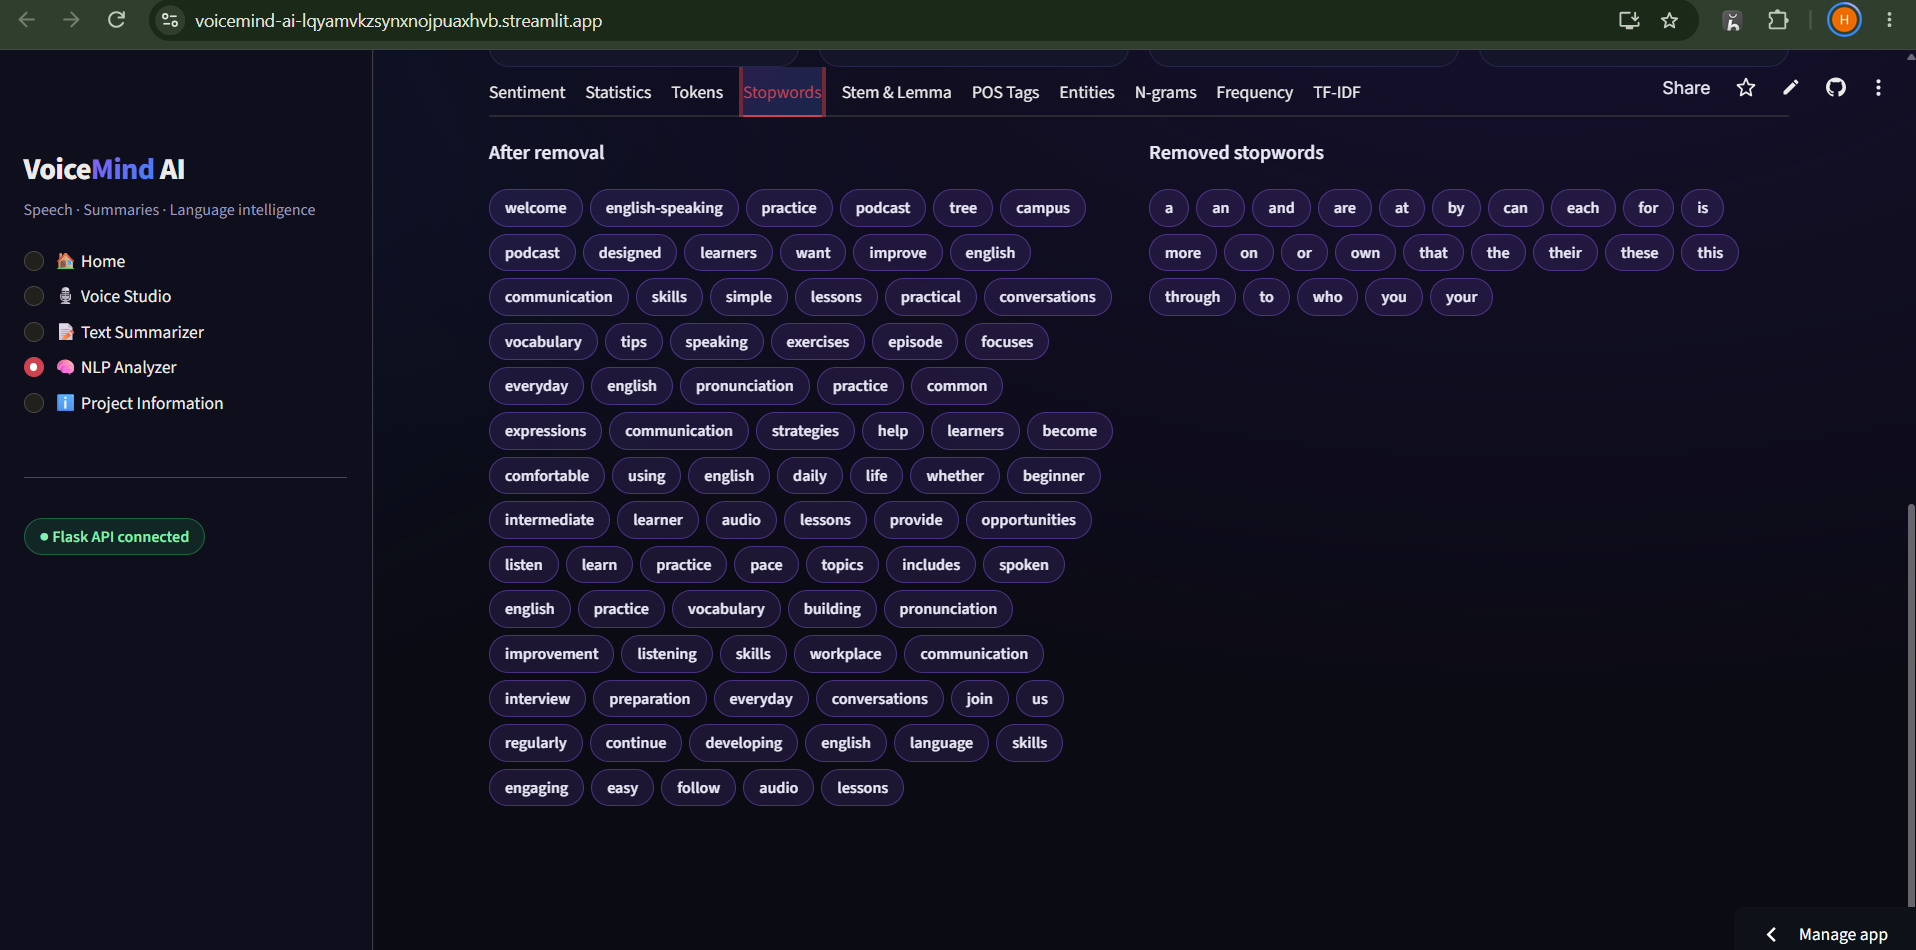 voicemind-ai-lqyamvkzsynxnojpuaxhvb.streamlit.app
H
Sentiment Statistics Tokens Stopwords Stem & Lemma POS Tags Entities N-grams Frequency TF-IDF
Share
VoiceMind AI
Speech · Summaries · Language intelligence
Home
Voice Studio
Text Summarizer
NLP Analyzer
Project Information
Flask API connected
After removal
welcome english-speaking practice podcast tree campus
podcast designed learners want improve english
communication skills simple lessons practical conversations
vocabulary tips speaking exercises episode focuses
everyday english pronunciation practice common
expressions communication strategies help learners become
comfortable using english daily life whether beginner
intermediate learner audio lessons provide opportunities
listen learn practice pace topics includes spoken
english practice vocabulary building pronunciation
improvement listening skills workplace communication
interview preparation everyday conversations join us
regularly continue developing english language skills
engaging easy follow audio lessons
Removed stopwords
a an and are at by can each for is
more on or own that the their these this
through to who you your
Manage app